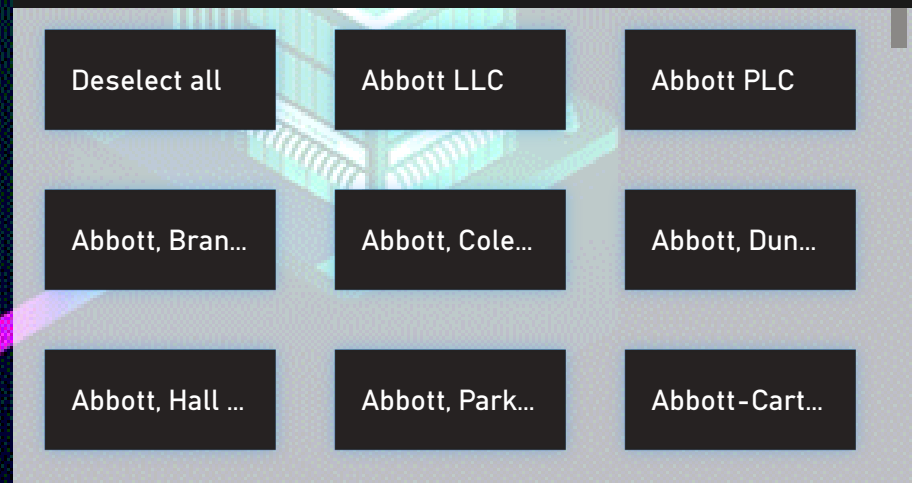 Deselect all
Abbott LLC
Abbott PLC
Abbott, Bran...
Abbott, Cole...
Abbott, Dun...
Abbott, Hall ...
Abbott, Park...
Abbott-Cart...